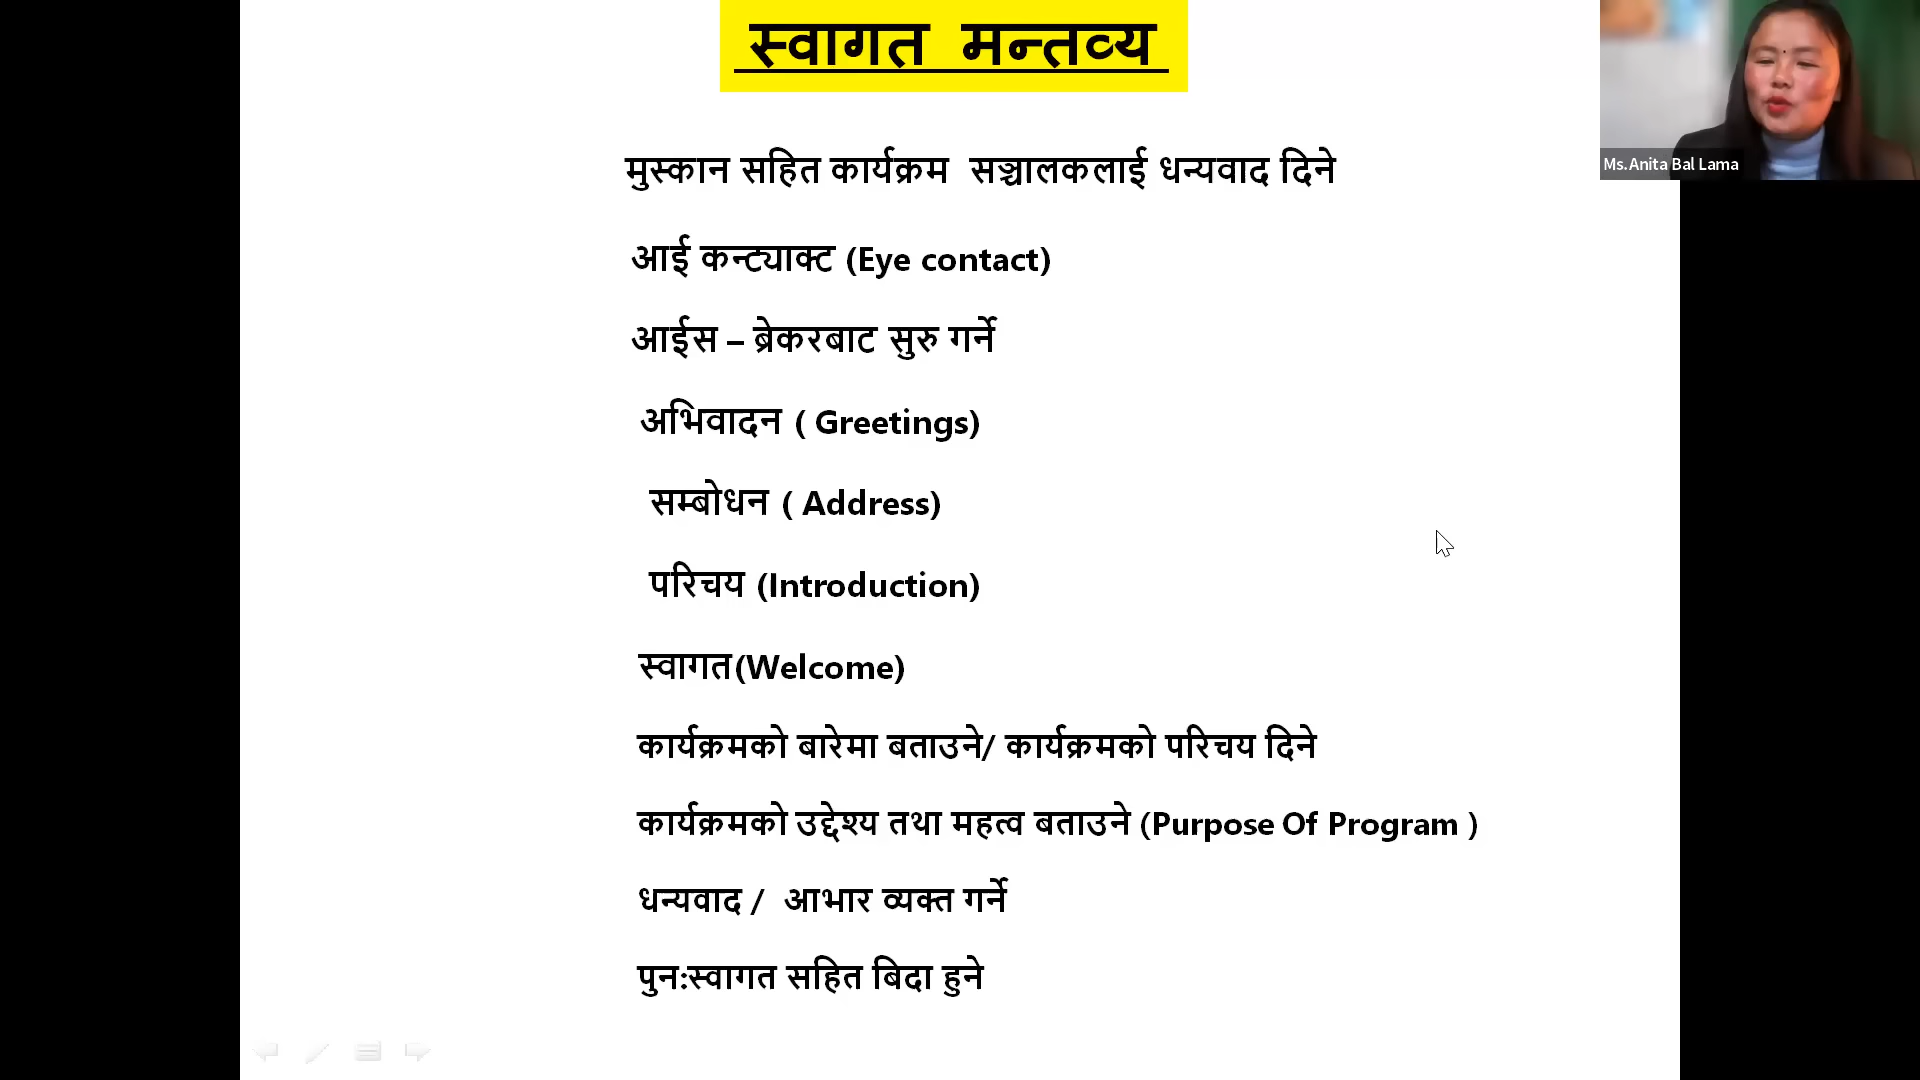 स्वागत मन्तव्य
Ms.Anita Bal Lama
मुस्कान सहित कार्यक्रम सञ्चालकलाई धन्यवाद दिने
आई कन्ट्याक्ट (Eye contact)
आईस – ब्रेकरबाट सुरु गर्ने
अभिवादन ( Greetings)
सम्बोधन ( Address)
परिचय (Introduction)
स्वागत(Welcome)
कार्यक्रमको बारेमा बताउने/ कार्यक्रमको परिचय दिने
कार्यक्रमको उद्देश्य तथा महत्व बताउने (Purpose Of Program )
धन्यवाद / आभार व्यक्त गर्ने
पुनःस्वागत सहित बिदा हुने